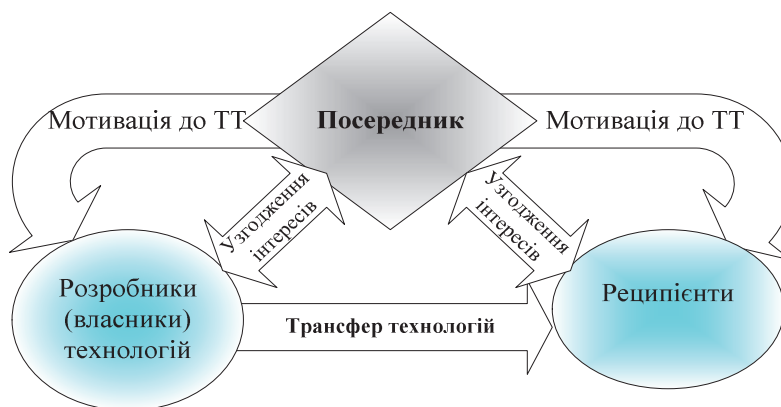 Мотивація до ТТ
Посередник
Мотивація до ТТ
Узгодження
інтересів
Узгодження
інтересів
Розробники
(власники)
технологій
Трансфер технологій
Реципієнти